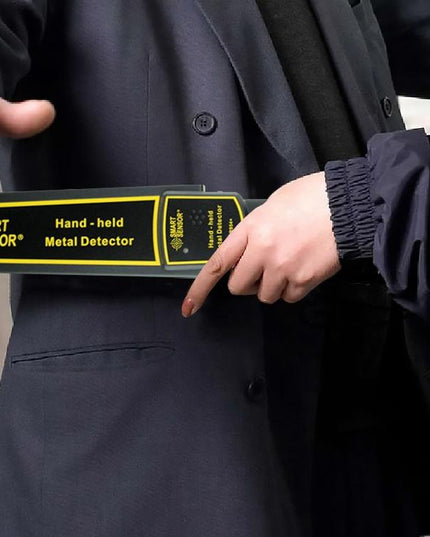 RT
SOR®
Hand - held
Metal Detector
SMART
SENSOR
Hand - held
Metal Detector